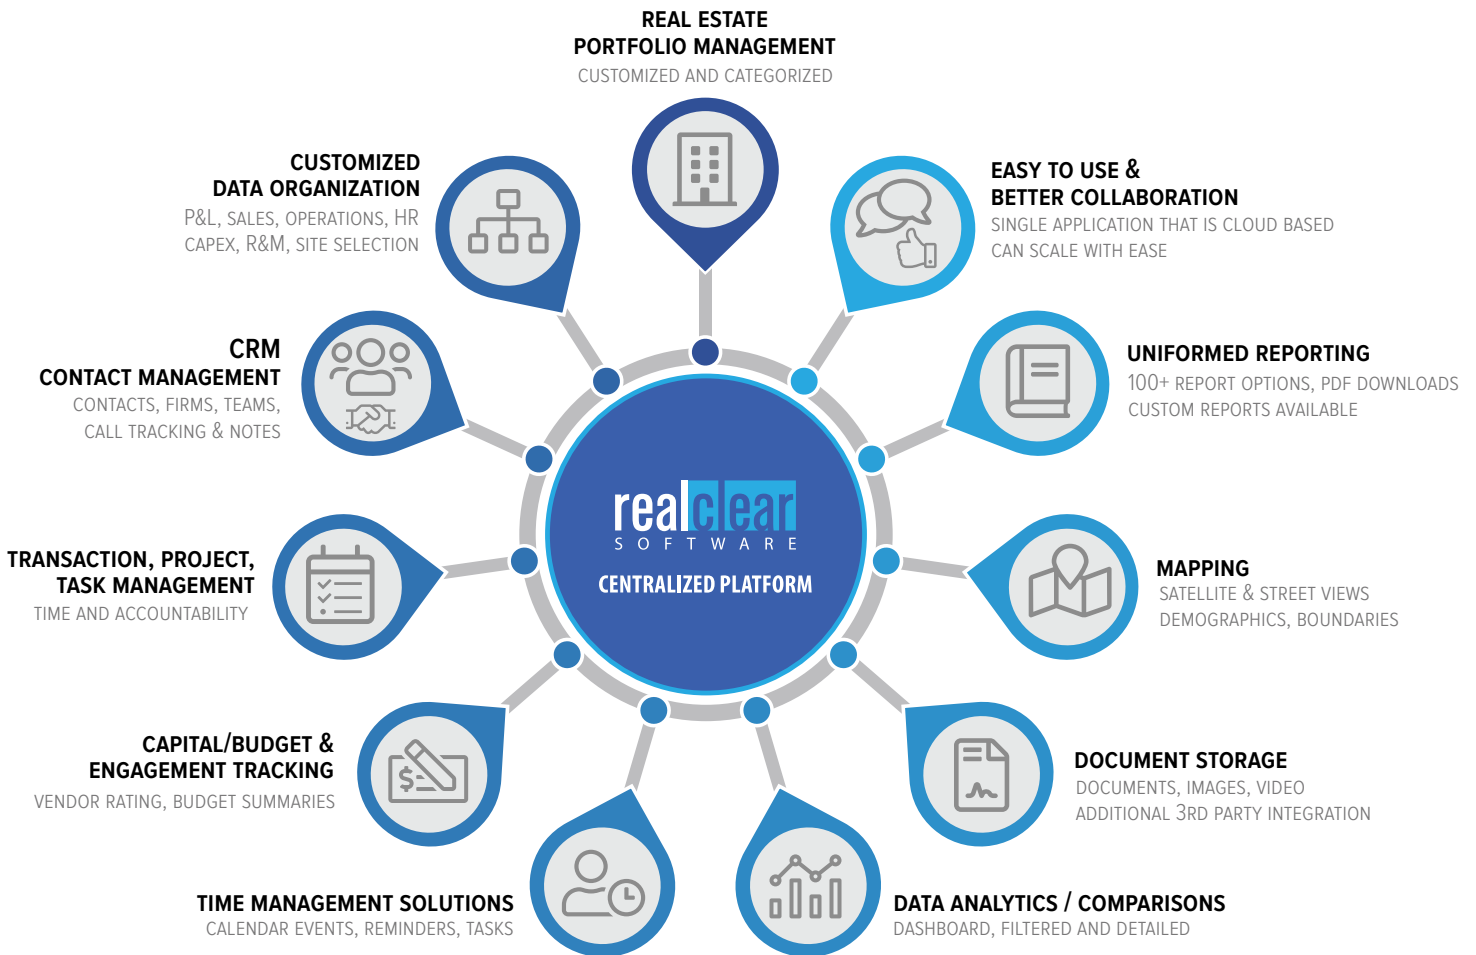 REAL ESTATE
PORTFOLIO MANAGEMENT
CUSTOMIZED AND CATEGORIZED
EASY TO USE &
BETTER COLLABORATION
SINGLE APPLICATION THAT IS CLOUD BASED
CAN SCALE WITH EASE
UNIFORMED REPORTING
100+ REPORT OPTIONS, PDF DOWNLOADS
CUSTOM REPORTS AVAILABLE
MAPPING
SATELLITE & STREET VIEWS
DEMOGRAPHICS, BOUNDARIES
DOCUMENT STORAGE
DOCUMENTS, IMAGES, VIDEO
ADDITIONAL 3RD PARTY INTEGRATION
DATA ANALYTICS / COMPARISONS
DASHBOARD, FILTERED AND DETAILED
TIME MANAGEMENT SOLUTIONS
CALENDAR EVENTS, REMINDERS, TASKS
CAPITAL/BUDGET &
ENGAGEMENT TRACKING
VENDOR RATING, BUDGET SUMMARIES
$
TRANSACTION, PROJECT,
TASK MANAGEMENT
TIME AND ACCOUNTABILITY
CRM
CONTACT MANAGEMENT
CONTACTS, FIRMS, TEAMS,
CALL TRACKING & NOTES
CUSTOMIZED
DATA ORGANIZATION
P&L, SALES, OPERATIONS, HR
CAPEX, R&M, SITE SELECTION
realclear
SOFTWARE
CENTRALIZED PLATFORM